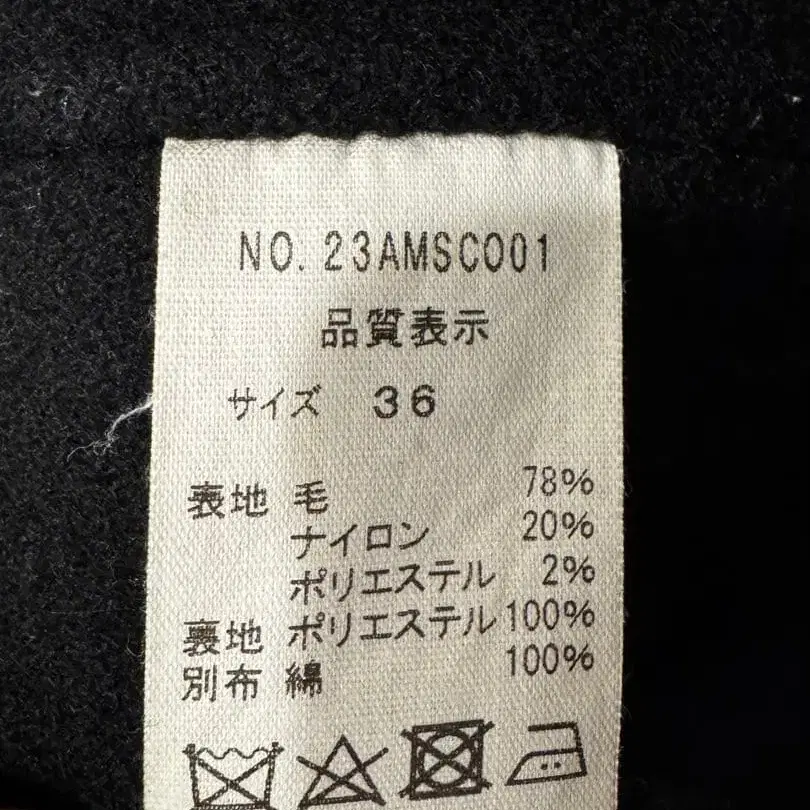 NO. 23AMSC001
品質表示
サイズ 36
表地 毛 78%
ナイロン 20%
ポリエステル 2%
裏地 ポリエステル 100%
別布 綿 100%